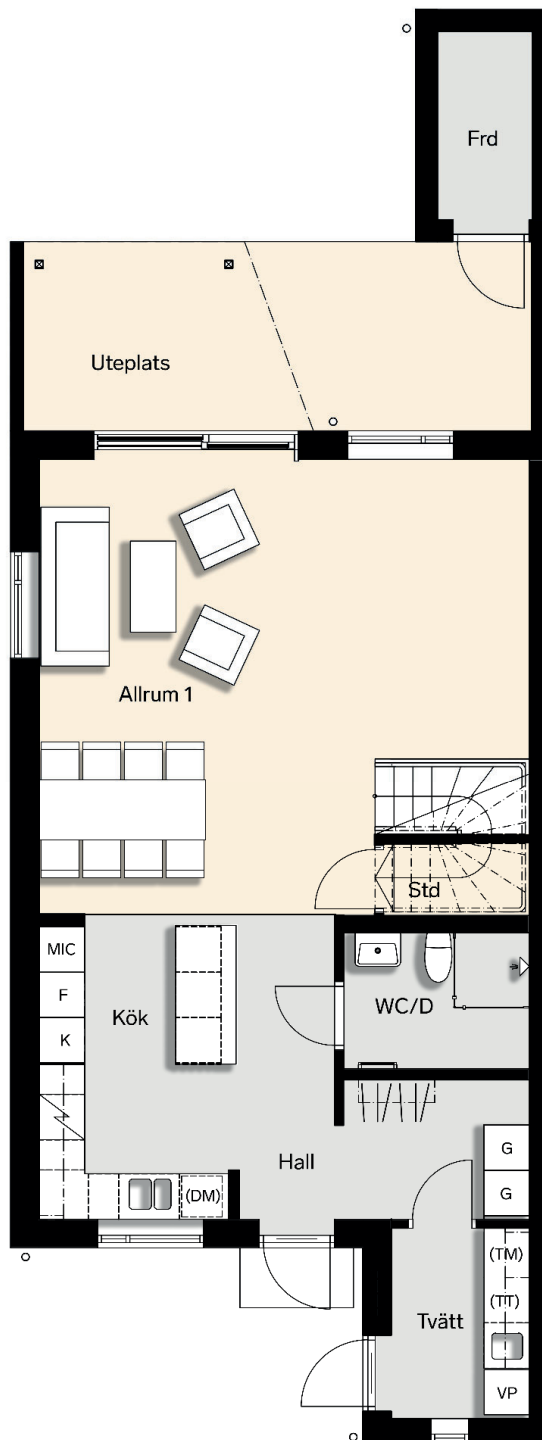 Frd
Uteplats
Allrum 1
Std
MIC
F
K
Kök
WC/D
Hall
G
G
(DM)
(TM)
(TT)
Tvätt
VP